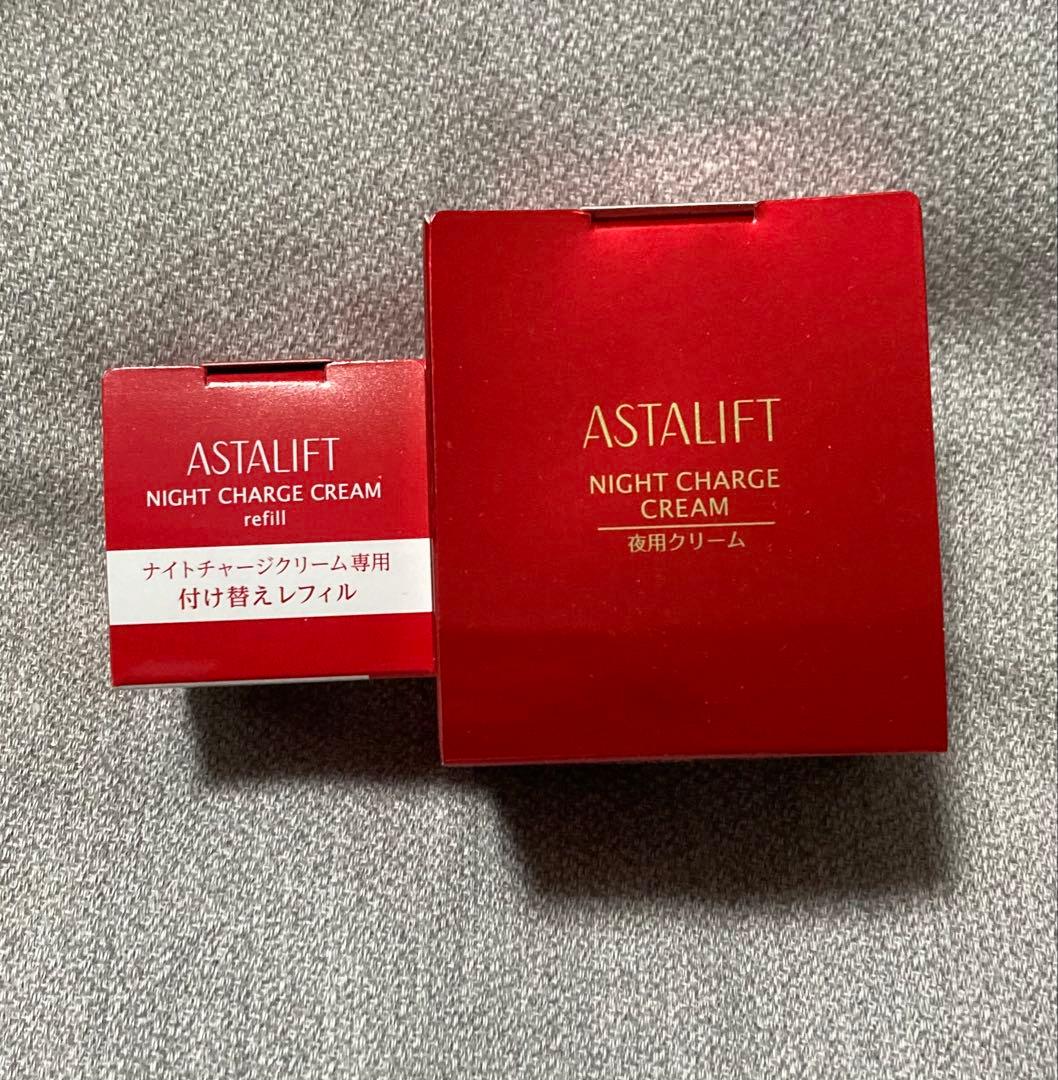 ASTALIFT
NIGHT CHARGE CREAM
refill
ナイトチャージクリーム専用
付け替えレフィル
ASTALIFT
NIGHT CHARGE
CREAM
夜用クリーム